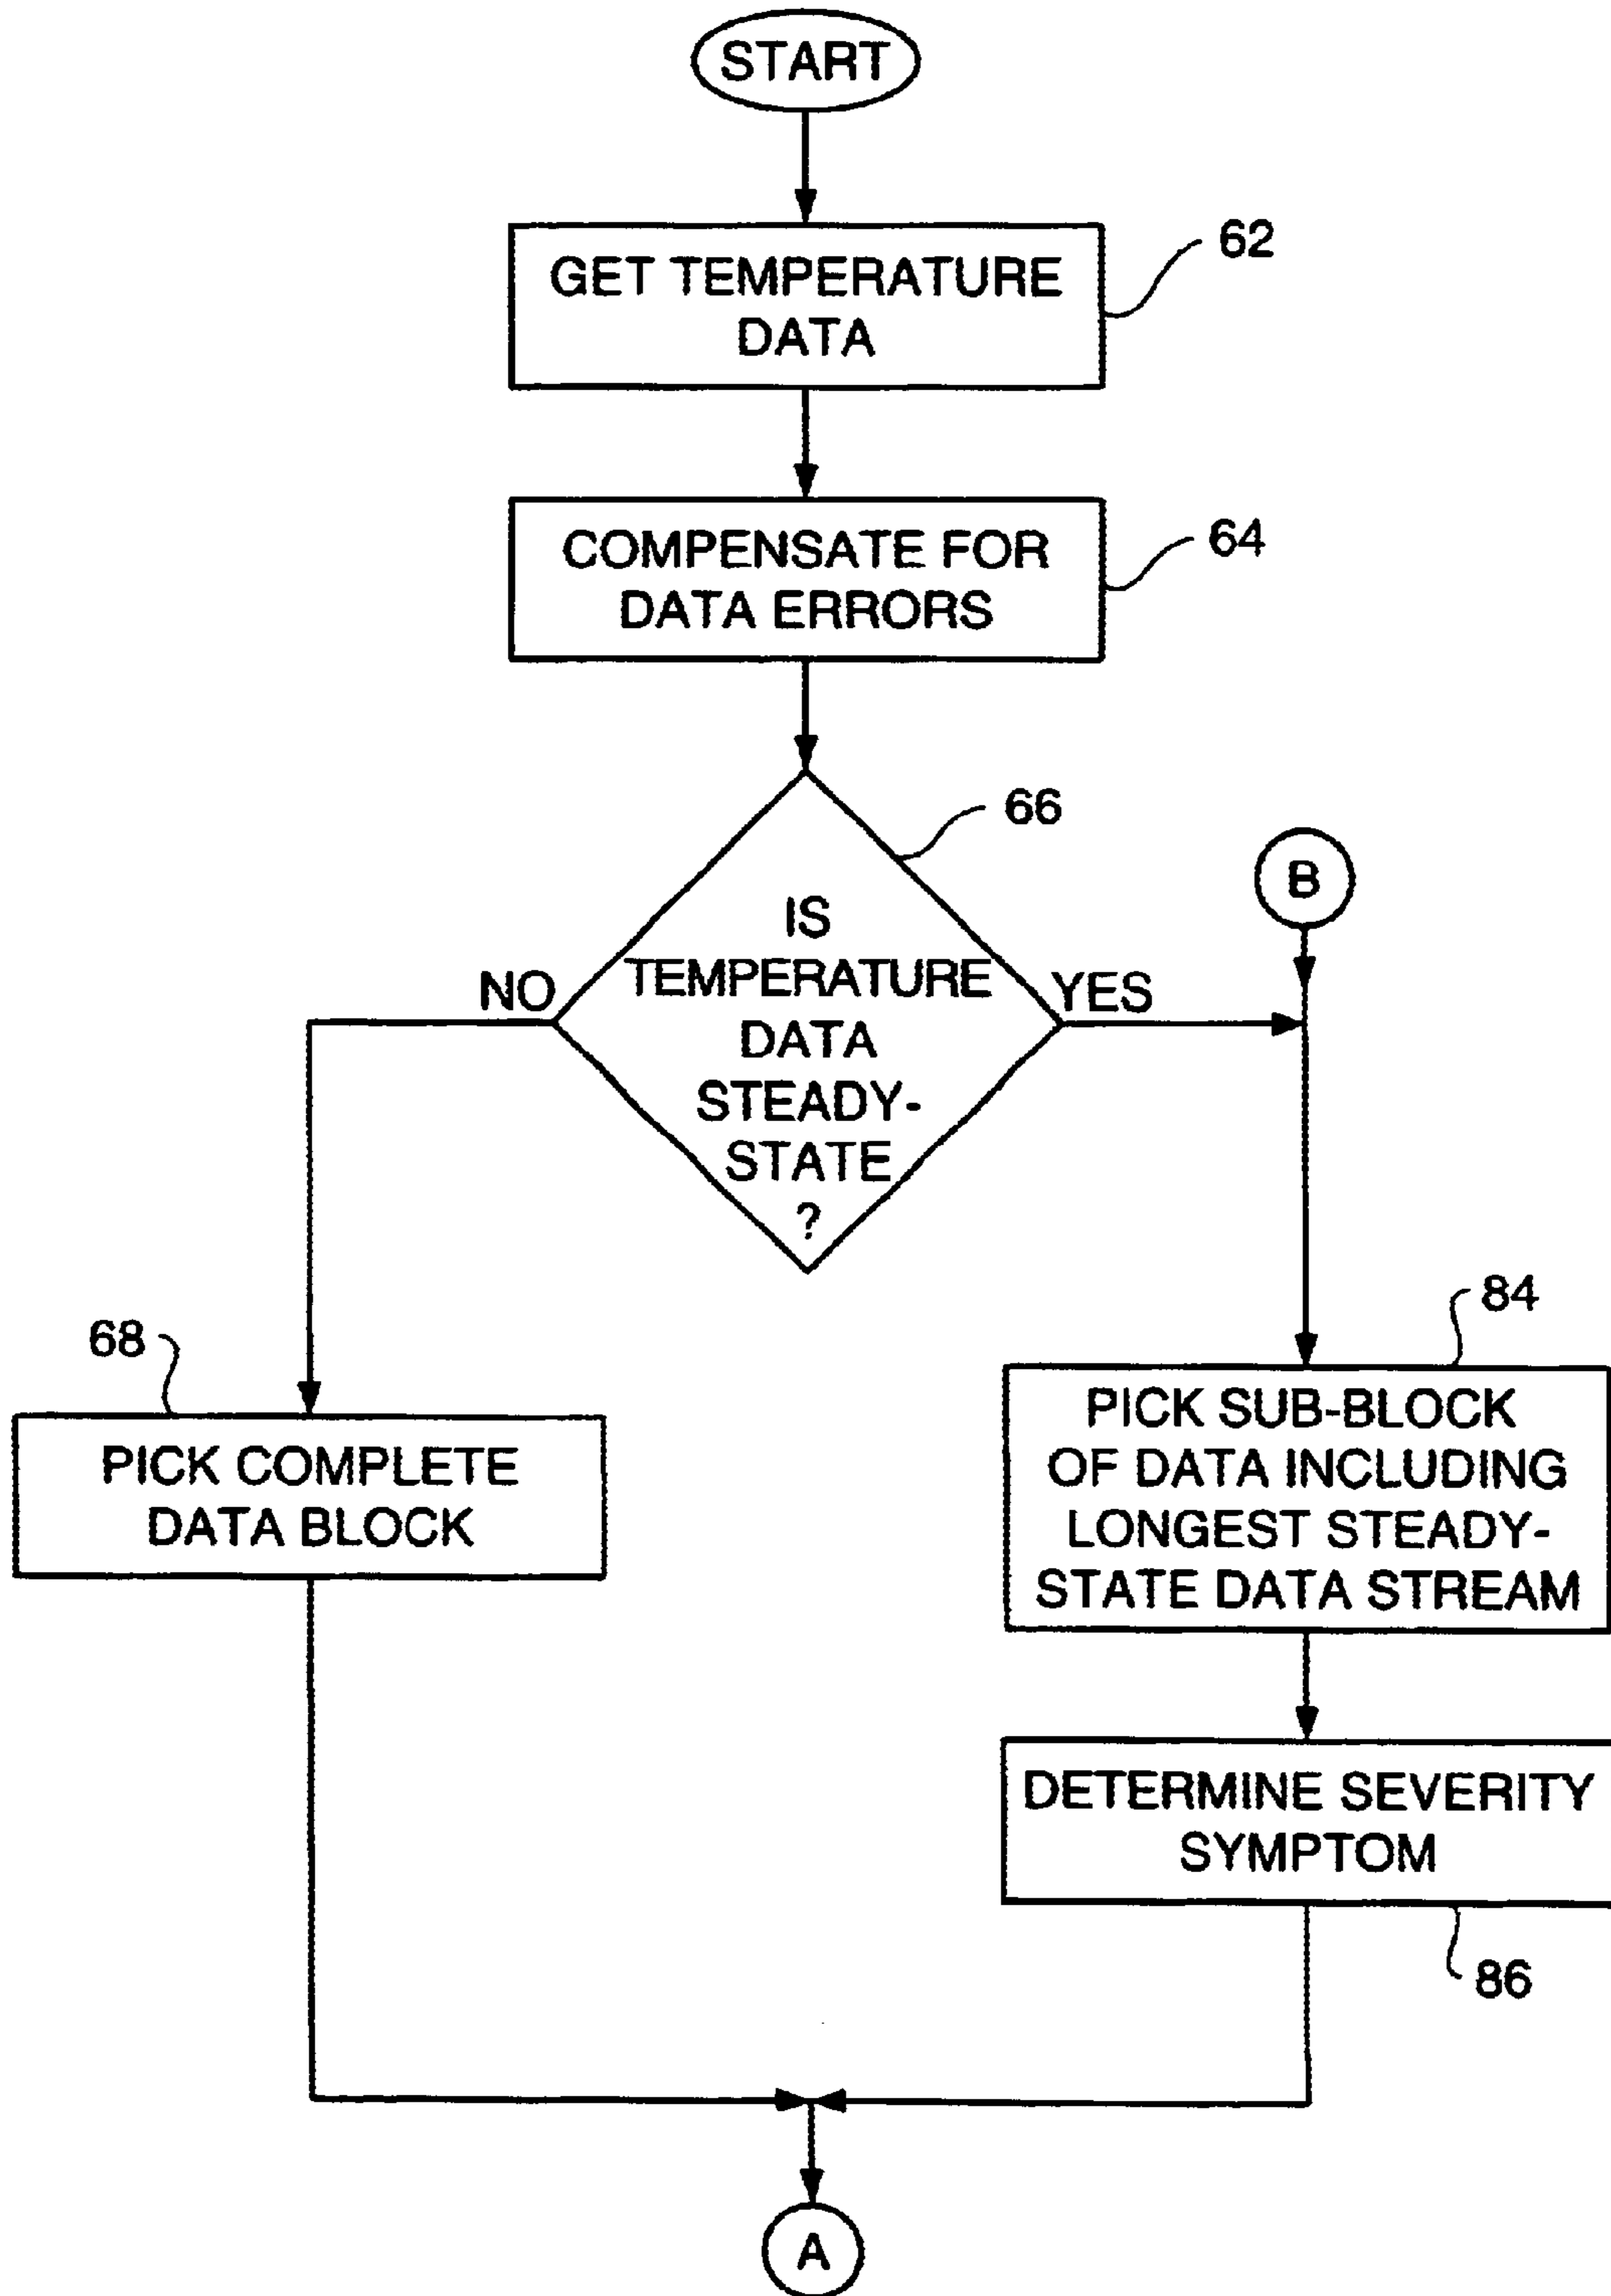 START
GET TEMPERATURE
DATA
62
COMPENSATE FOR
DATA ERRORS
64
66
IS
TEMPERATURE
DATA
STEADY-
STATE
?
NO
YES
B
68
PICK COMPLETE
DATA BLOCK
84
PICK SUB-BLOCK
OF DATA INCLUDING
LONGEST STEADY-
STATE DATA STREAM
DETERMINE SEVERITY
SYMPTOM
86
A